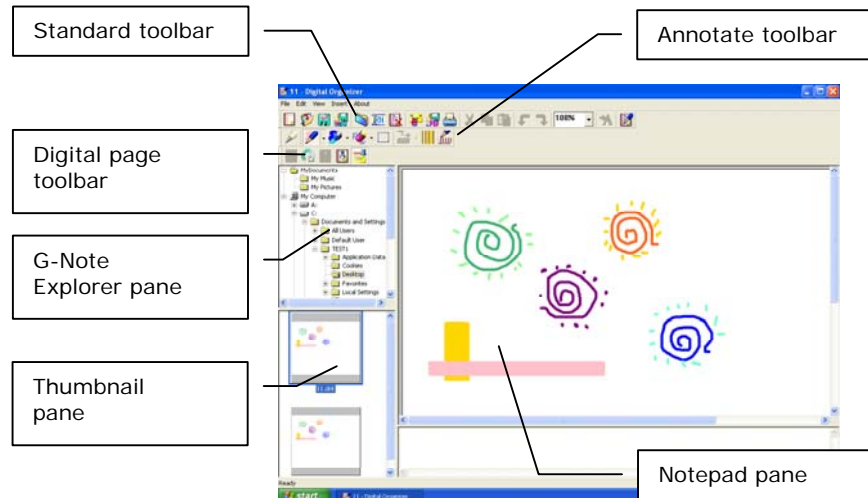 Standard toolbar
Annotate toolbar
11 - Digital Organizer
File Edit View Insert About
100%
Digital page
toolbar
MyDocuments
My Music
My Pictures
My Computer
A:
C:
Documents and Settings
All Users
Default User
TEST1
Application Data
Cookies
Desktop
Favorites
Local Settings
G-Note
Explorer pane
Thumbnail
pane
11.dnt
Notepad pane
Ready
start
11 - Digital Organizer